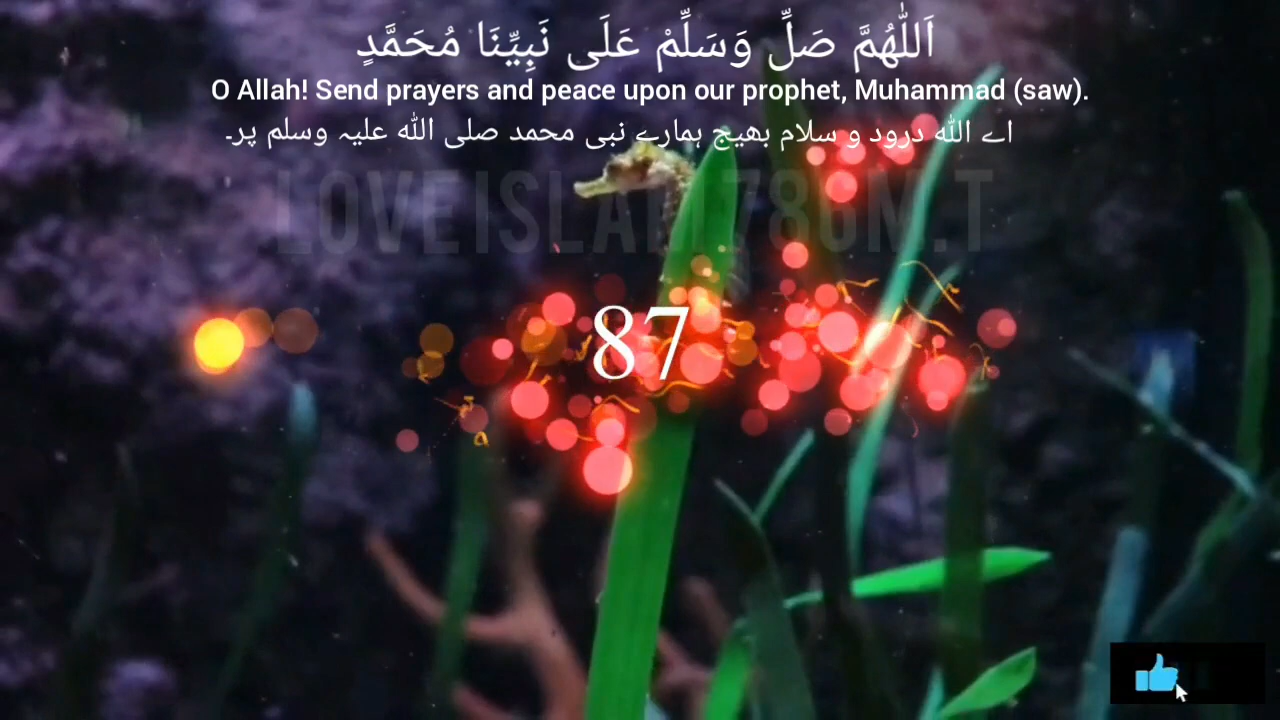 اَللّٰهُمَّ صَلِّ وَسَلِّمْ عَلَى نَبِيِّنَا مُحَمَّدٍ
O Allah! Send prayers and peace upon our prophet, Muhammad (saw).
اے اللہ درود و سلام بھیج ہمارے نبی محمد صلی اللہ علیہ وسلم پر۔
LOVEISLAM786N.T
87